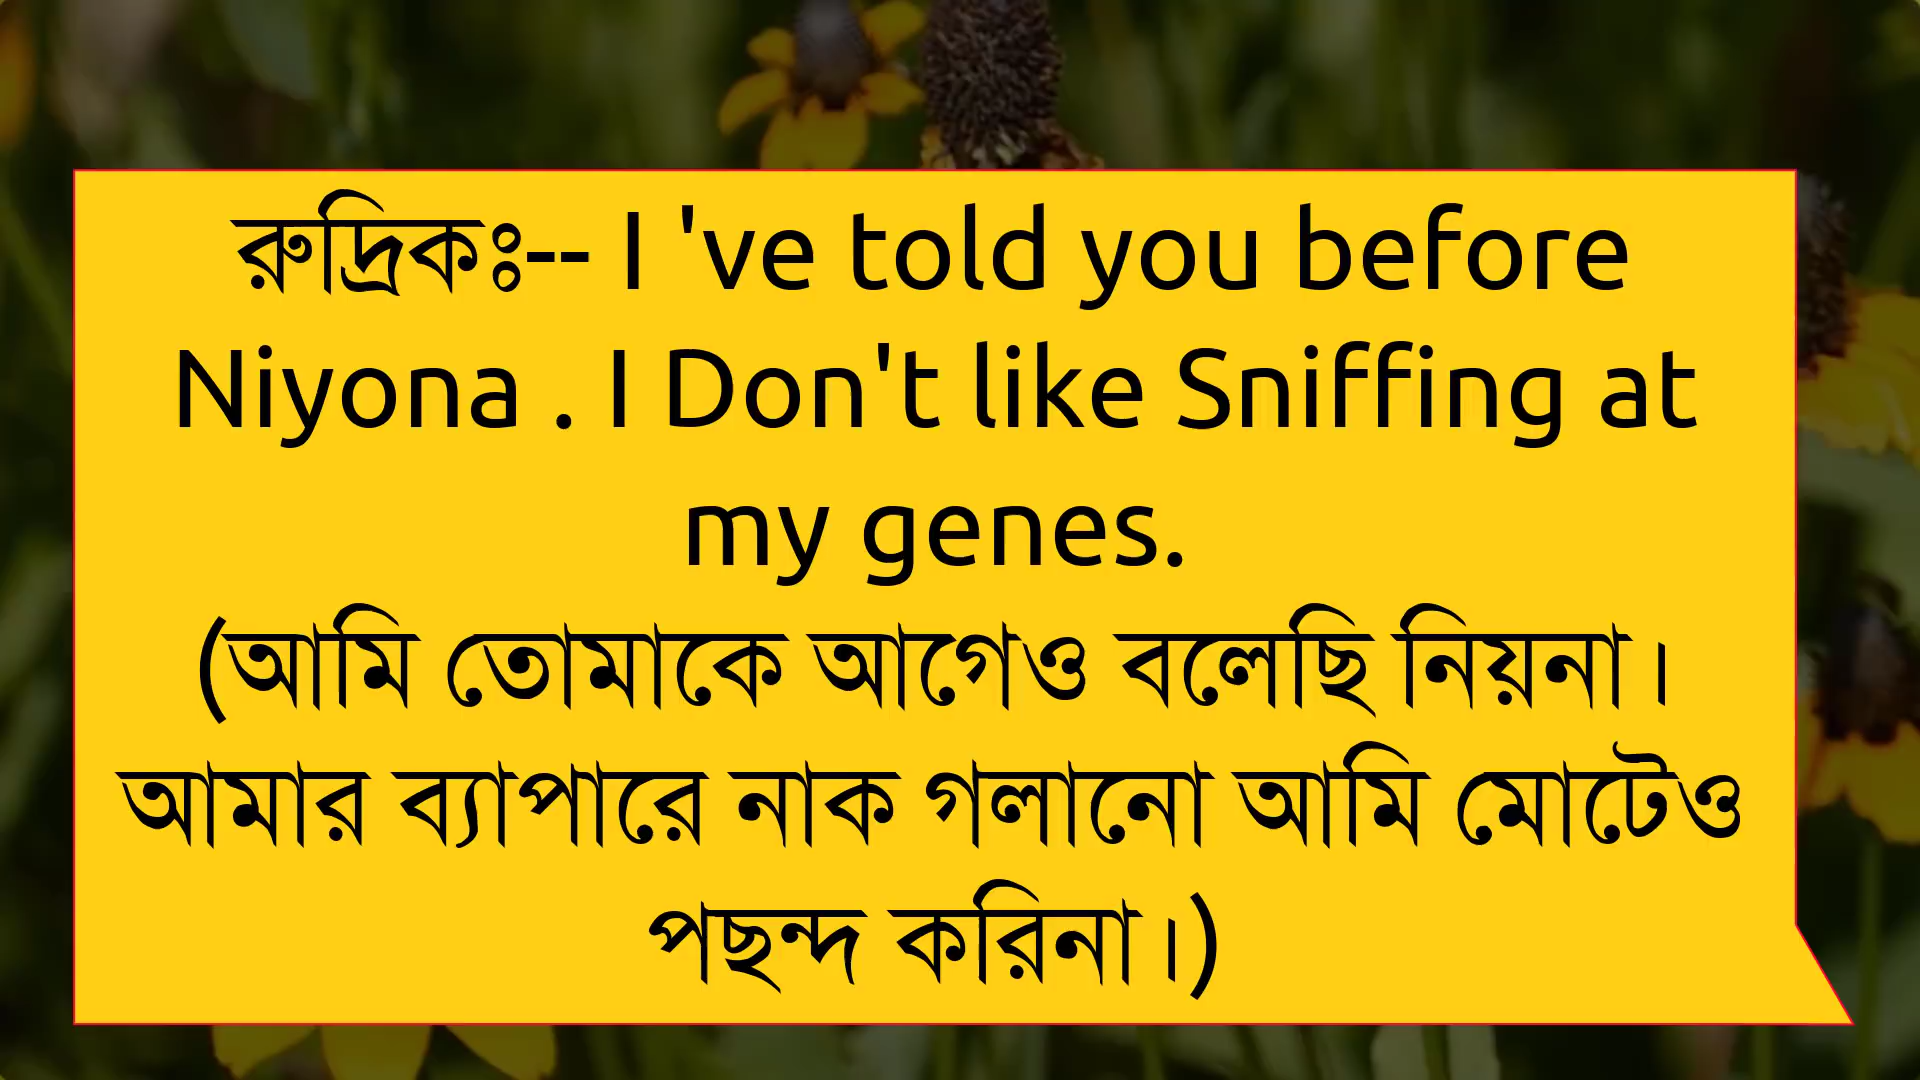 রুদ্রিকঃ-- I 've told you before
Niyona . I Don't like Sniffing at
my genes.
(আমি তোমাকে আগেও বলেছি নিয়না।
আমার ব্যাপারে নাক গলানো আমি মোটেও
পছন্দ করিনা।)